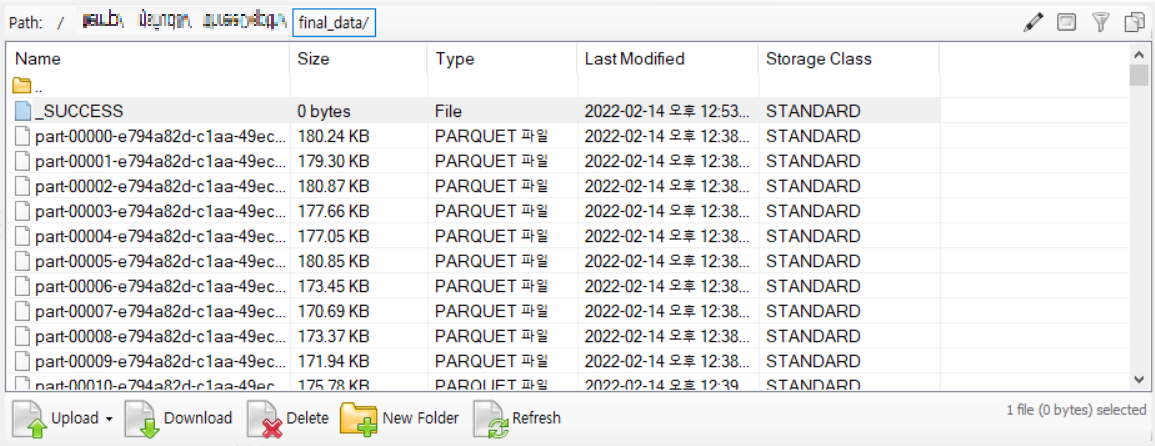 Path: / final_data/
Name Size Type Last Modified Storage Class
..
_SUCCESS 0 bytes File 2022-02-14 오후 12:53... STANDARD
part-00000-e794a82d-c1aa-49ec... 180.24 KB PARQUET 파일 2022-02-14 오후 12:38... STANDARD
part-00001-e794a82d-c1aa-49ec... 179.30 KB PARQUET 파일 2022-02-14 오후 12:38... STANDARD
part-00002-e794a82d-c1aa-49ec... 180.87 KB PARQUET 파일 2022-02-14 오후 12:38... STANDARD
part-00003-e794a82d-c1aa-49ec... 177.66 KB PARQUET 파일 2022-02-14 오후 12:38... STANDARD
part-00004-e794a82d-c1aa-49ec... 177.05 KB PARQUET 파일 2022-02-14 오후 12:38... STANDARD
part-00005-e794a82d-c1aa-49ec... 180.85 KB PARQUET 파일 2022-02-14 오후 12:38... STANDARD
part-00006-e794a82d-c1aa-49ec... 173.45 KB PARQUET 파일 2022-02-14 오후 12:38... STANDARD
part-00007-e794a82d-c1aa-49ec... 170.69 KB PARQUET 파일 2022-02-14 오후 12:38... STANDARD
part-00008-e794a82d-c1aa-49ec... 173.37 KB PARQUET 파일 2022-02-14 오후 12:38... STANDARD
part-00009-e794a82d-c1aa-49ec... 171.94 KB PARQUET 파일 2022-02-14 오후 12:38... STANDARD
part-00010-e794a82d-c1aa-49ec... 175.78 KB PARQUET 파일 2022-02-14 오후 12:39... STANDARD
Upload Download Delete New Folder Refresh 1 file (0 bytes) selected